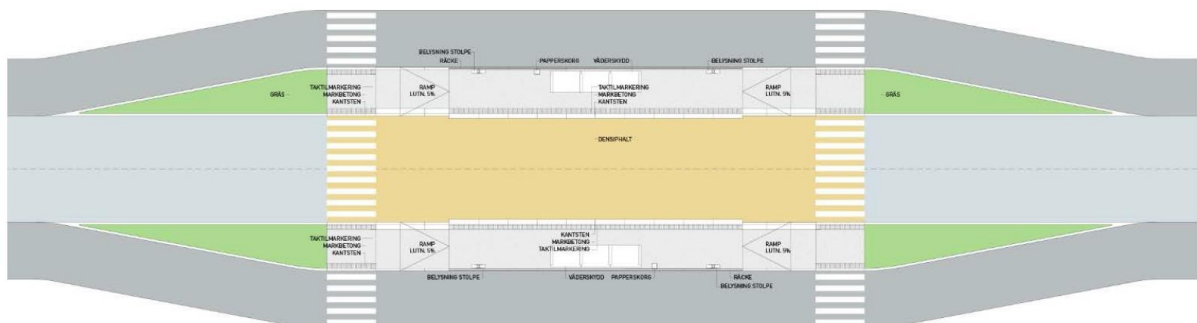 BELYSNING STOLPE
RÄCKE
PAPPERSKORG
VÄDERSKYDD
BELYSNING STOLPE
GRÄS
TAKTILMARKERING
MARKBETONG
KANTSTEN
RAMP
LUTN. 5%
TAKTILMARKERING
MARKBETONG
KANTSTEN
RAMP
LUTN. 5%
GRÄS
DENSIFHALT
TAKTILMARKERING
MARKBETONG
KANTSTEN
RAMP
LUTN. 5%
KANTSTEN
MARKBETONG
TAKTILMARKERING
RAMP
LUTN. 5%
BELYSNING STOLPE
VÄDERSKYDD
PAPPERSKORG
RÄCKE
BELYSNING STOLPE